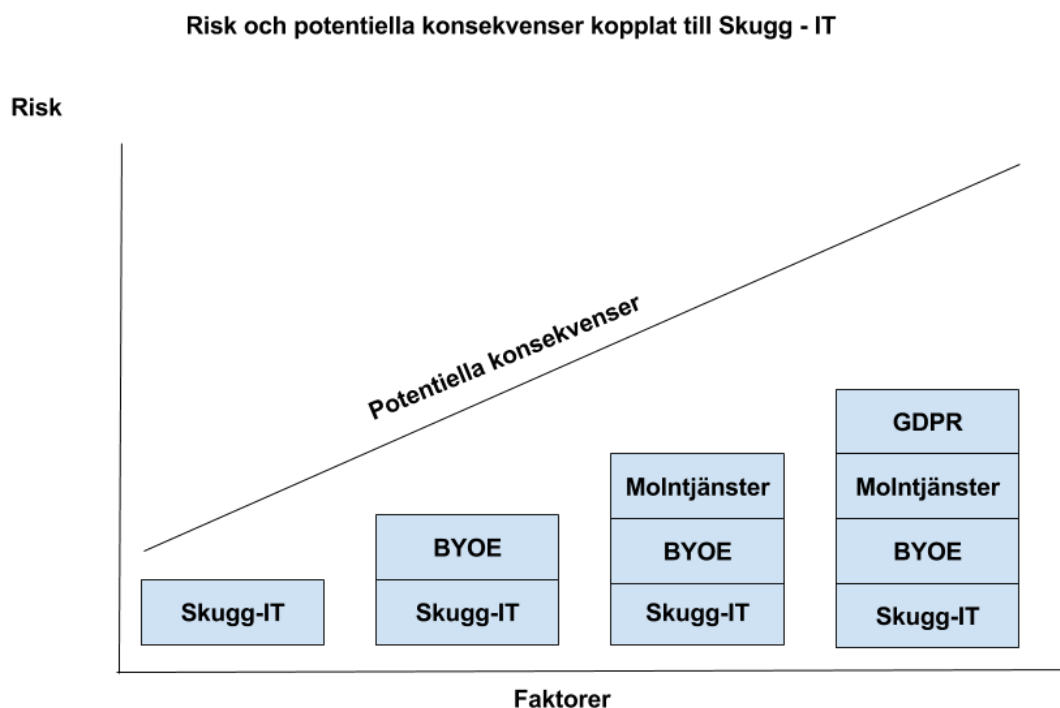 Risk och potentiella konsekvenser kopplat till Skugg - IT
Risk
Potentiella konsekvenser
GDPR
Molntjänster
Molntjänster
BYOE
BYOE
BYOE
Skugg-IT
Skugg-IT
Skugg-IT
Skugg-IT
Faktorer